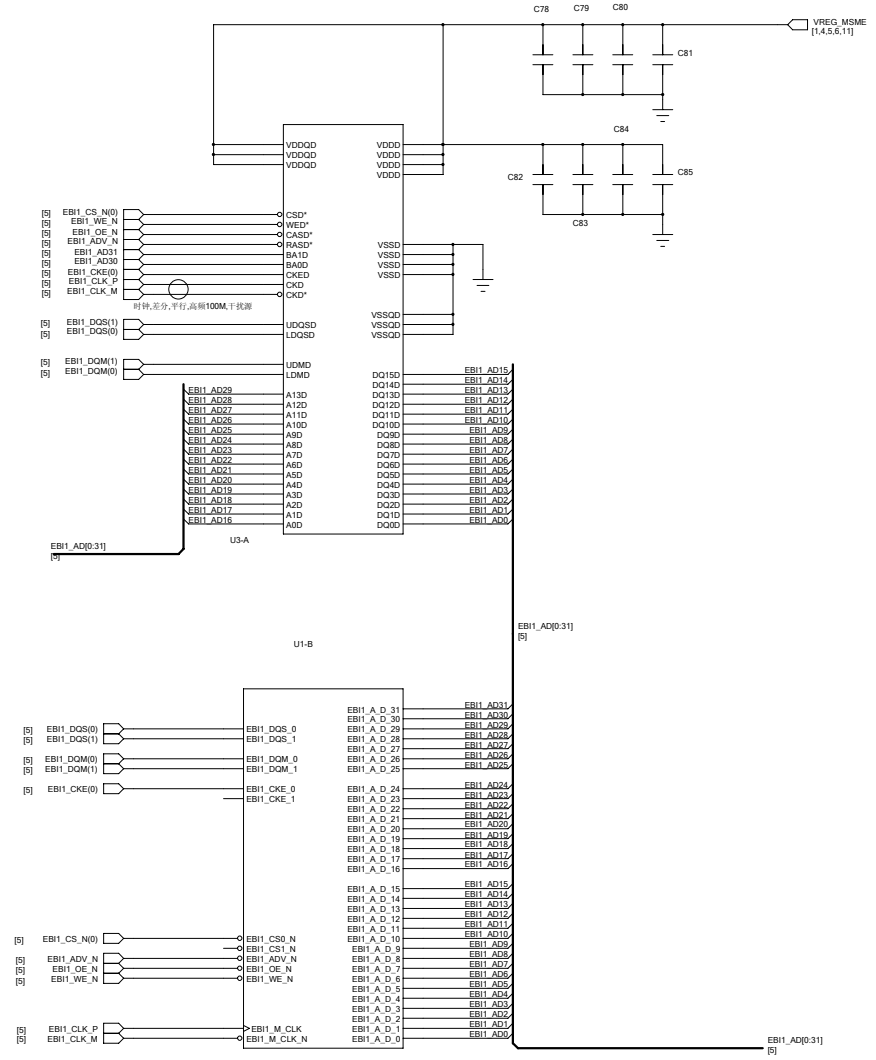 C78 C79 C80
VREG_MSME
[1,4,5,6,11]
C81
C84
C82 C85
C83
VDDQD VDDD
VDDQD VDDD
VDDQD VDDD
VDDD
[5] EBI1_CS_N(0) CSD*
[5] EBI1_WE_N WED*
[5] EBI1_OE_N CASD*
[5] EBI1_ADV_N RASD* VSSD
[5] EBI1_AD31 BA1D VSSD
[5] EBI1_AD30 BA0D VSSD
[5] EBI1_CKE(0) CKED VSSD
[5] EBI1_CLK_P CKD
[5] EBI1_CLK_M CKD*
时钟,差分,平行,高频100M,干扰源
VSSQD
[5] EBI1_DQS(1) UDQSD VSSQD
[5] EBI1_DQS(0) LDQSD VSSQD
[5] EBI1_DQM(1) UDMD
[5] EBI1_DQM(0) LDMD DQ15D EBI1_AD15
DQ14D EBI1_AD14
EBI1_AD29 A13D DQ13D EBI1_AD13
EBI1_AD28 A12D DQ12D EBI1_AD12
EBI1_AD27 A11D DQ11D EBI1_AD11
EBI1_AD26 A10D DQ10D EBI1_AD10
EBI1_AD25 A9D DQ9D EBI1_AD9
EBI1_AD24 A8D DQ8D EBI1_AD8
EBI1_AD23 A7D DQ7D EBI1_AD7
EBI1_AD22 A6D DQ6D EBI1_AD6
EBI1_AD21 A5D DQ5D EBI1_AD5
EBI1_AD20 A4D DQ4D EBI1_AD4
EBI1_AD19 A3D DQ3D EBI1_AD3
EBI1_AD18 A2D DQ2D EBI1_AD2
EBI1_AD17 A1D DQ1D EBI1_AD1
EBI1_AD16 A0D DQ0D EBI1_AD0
U3-A
EBI1_AD[0:31]
[5]
EBI1_AD[0:31]
[5]
U1-B
EBI1_A_D_31 EBI1_AD31
EBI1_A_D_30 EBI1_AD30
[5] EBI1_DQS(0) EBI1_DQS_0 EBI1_A_D_29 EBI1_AD29
[5] EBI1_DQS(1) EBI1_DQS_1 EBI1_A_D_28 EBI1_AD28
EBI1_A_D_27 EBI1_AD27
[5] EBI1_DQM(0) EBI1_DQM_0 EBI1_A_D_26 EBI1_AD26
[5] EBI1_DQM(1) EBI1_DQM_1 EBI1_A_D_25 EBI1_AD25
[5] EBI1_CKE(0) EBI1_CKE_0 EBI1_A_D_24 EBI1_AD24
EBI1_CKE_1 EBI1_A_D_23 EBI1_AD23
EBI1_A_D_22 EBI1_AD22
EBI1_A_D_21 EBI1_AD21
EBI1_A_D_20 EBI1_AD20
EBI1_A_D_19 EBI1_AD19
EBI1_A_D_18 EBI1_AD18
EBI1_A_D_17 EBI1_AD17
EBI1_A_D_16 EBI1_AD16
EBI1_A_D_15 EBI1_AD15
EBI1_A_D_14 EBI1_AD14
EBI1_A_D_13 EBI1_AD13
EBI1_A_D_12 EBI1_AD12
EBI1_A_D_11 EBI1_AD11
[5] EBI1_CS_N(0) EBI1_CS0_N EBI1_A_D_10 EBI1_AD10
EBI1_CS1_N EBI1_A_D_9 EBI1_AD9
[5] EBI1_ADV_N EBI1_ADV_N EBI1_A_D_8 EBI1_AD8
[5] EBI1_OE_N EBI1_OE_N EBI1_A_D_7 EBI1_AD7
[5] EBI1_WE_N EBI1_WE_N EBI1_A_D_6 EBI1_AD6
EBI1_A_D_5 EBI1_AD5
EBI1_A_D_4 EBI1_AD4
EBI1_A_D_3 EBI1_AD3
EBI1_A_D_2 EBI1_AD2
[5] EBI1_CLK_P EBI1_M_CLK EBI1_A_D_1 EBI1_AD1
[5] EBI1_CLK_M EBI1_M_CLK_N EBI1_A_D_0 EBI1_AD0
EBI1_AD[0:31]
[5]